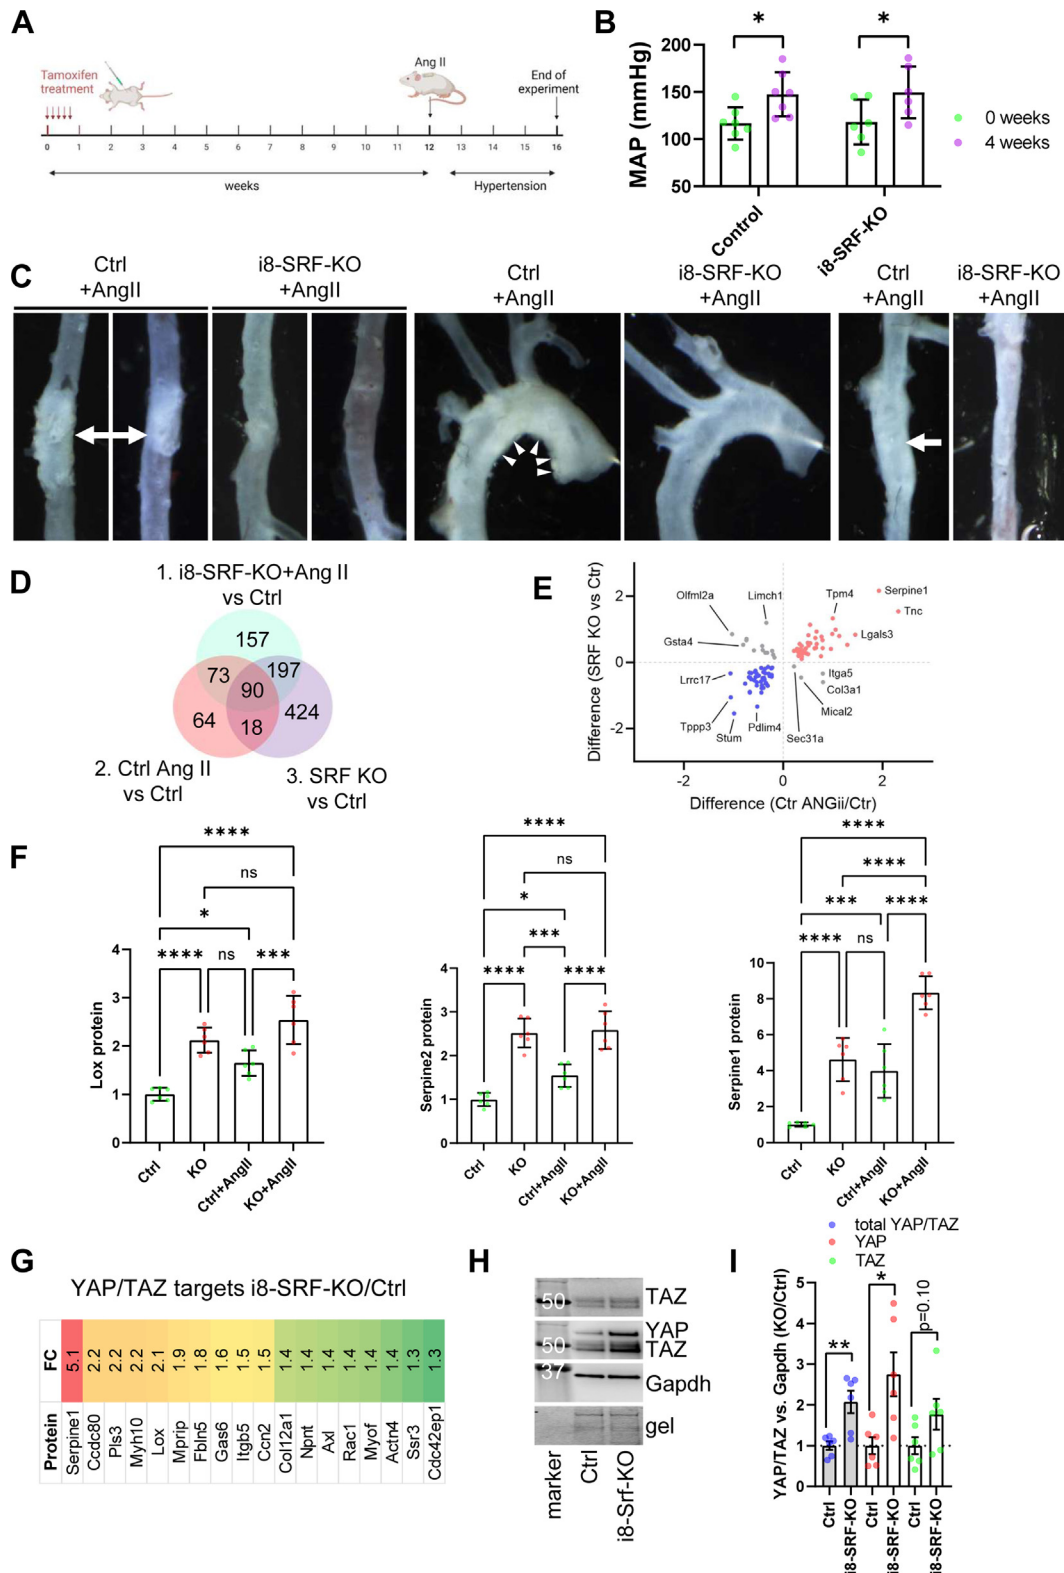 A
Tamoxifen
treatment
Ang II
End of
experiment
0 1 2 3 4 5 6 7 8 9 10 11 12 13 14 15 16
weeks
Hypertension
B
MAP (mmHg)
200
150
100
50
* *
Control
i8-SRF-KO
0 weeks
4 weeks
C
Ctrl
+AngII
i8-SRF-KO
+AngII
Ctrl
+AngII
i8-SRF-KO
+AngII
Ctrl
+AngII
i8-SRF-KO
+AngII
D
1. i8-SRF-KO+Ang II
vs Ctrl
157
73
197
90
64
18
424
2. Ctrl Ang II
vs Ctrl
3. SRF KO
vs Ctrl
E
Difference (SRF KO vs Ctr)
2
0
-2
Olfml2a
Limch1
Tpm4
Serpine1
Tnc
Gsta4
Lgals3
Lrrc17
Itga5
Col3a1
Tppp3
Mical2
Stum
Pdlim4
Sec31a
-2 0 2
Difference (Ctr ANGii/Ctr)
F
****
ns
*
**** ns ***
Lox protein
4
3
2
1
0
Ctrl
KO
Ctrl+AngII
KO+AngII
****
ns
*
***
**** ****
Serpine2 protein
4
3
2
1
0
Ctrl
KO
Ctrl+AngII
KO+AngII
****
****
*** ****
**** ns
Serpine1 protein
10
8
6
4
2
0
Ctrl
KO
Ctrl+AngII
KO+AngII
G
YAP/TAZ targets i8-SRF-KO/Ctrl
FC 5.1 2.2 2.2 2.2 2.1 1.9 1.8 1.6 1.5 1.5 1.4 1.4 1.4 1.4 1.4 1.4 1.3 1.3
Protein Serpine1 Ccdc80 Pls3 Myh10 Lox Mprip Fbln5 Gas6 Itgb5 Ccn2 Col12a1 Npnt Axl Rac1 Myof Actn4 Ssr3 Cdc42ep1
H
50
TAZ
YAP
50
TAZ
37
Gapdh
gel
marker
Ctrl
i8-Srf-KO
I
total YAP/TAZ
YAP
TAZ
YAP/TAZ vs. Gapdh (KO/Ctrl)
5
4
3
2
1
0
**
*
p=0.10
Ctrl
i8-SRF-KO
Ctrl
i8-SRF-KO
Ctrl
i8-SRF-KO